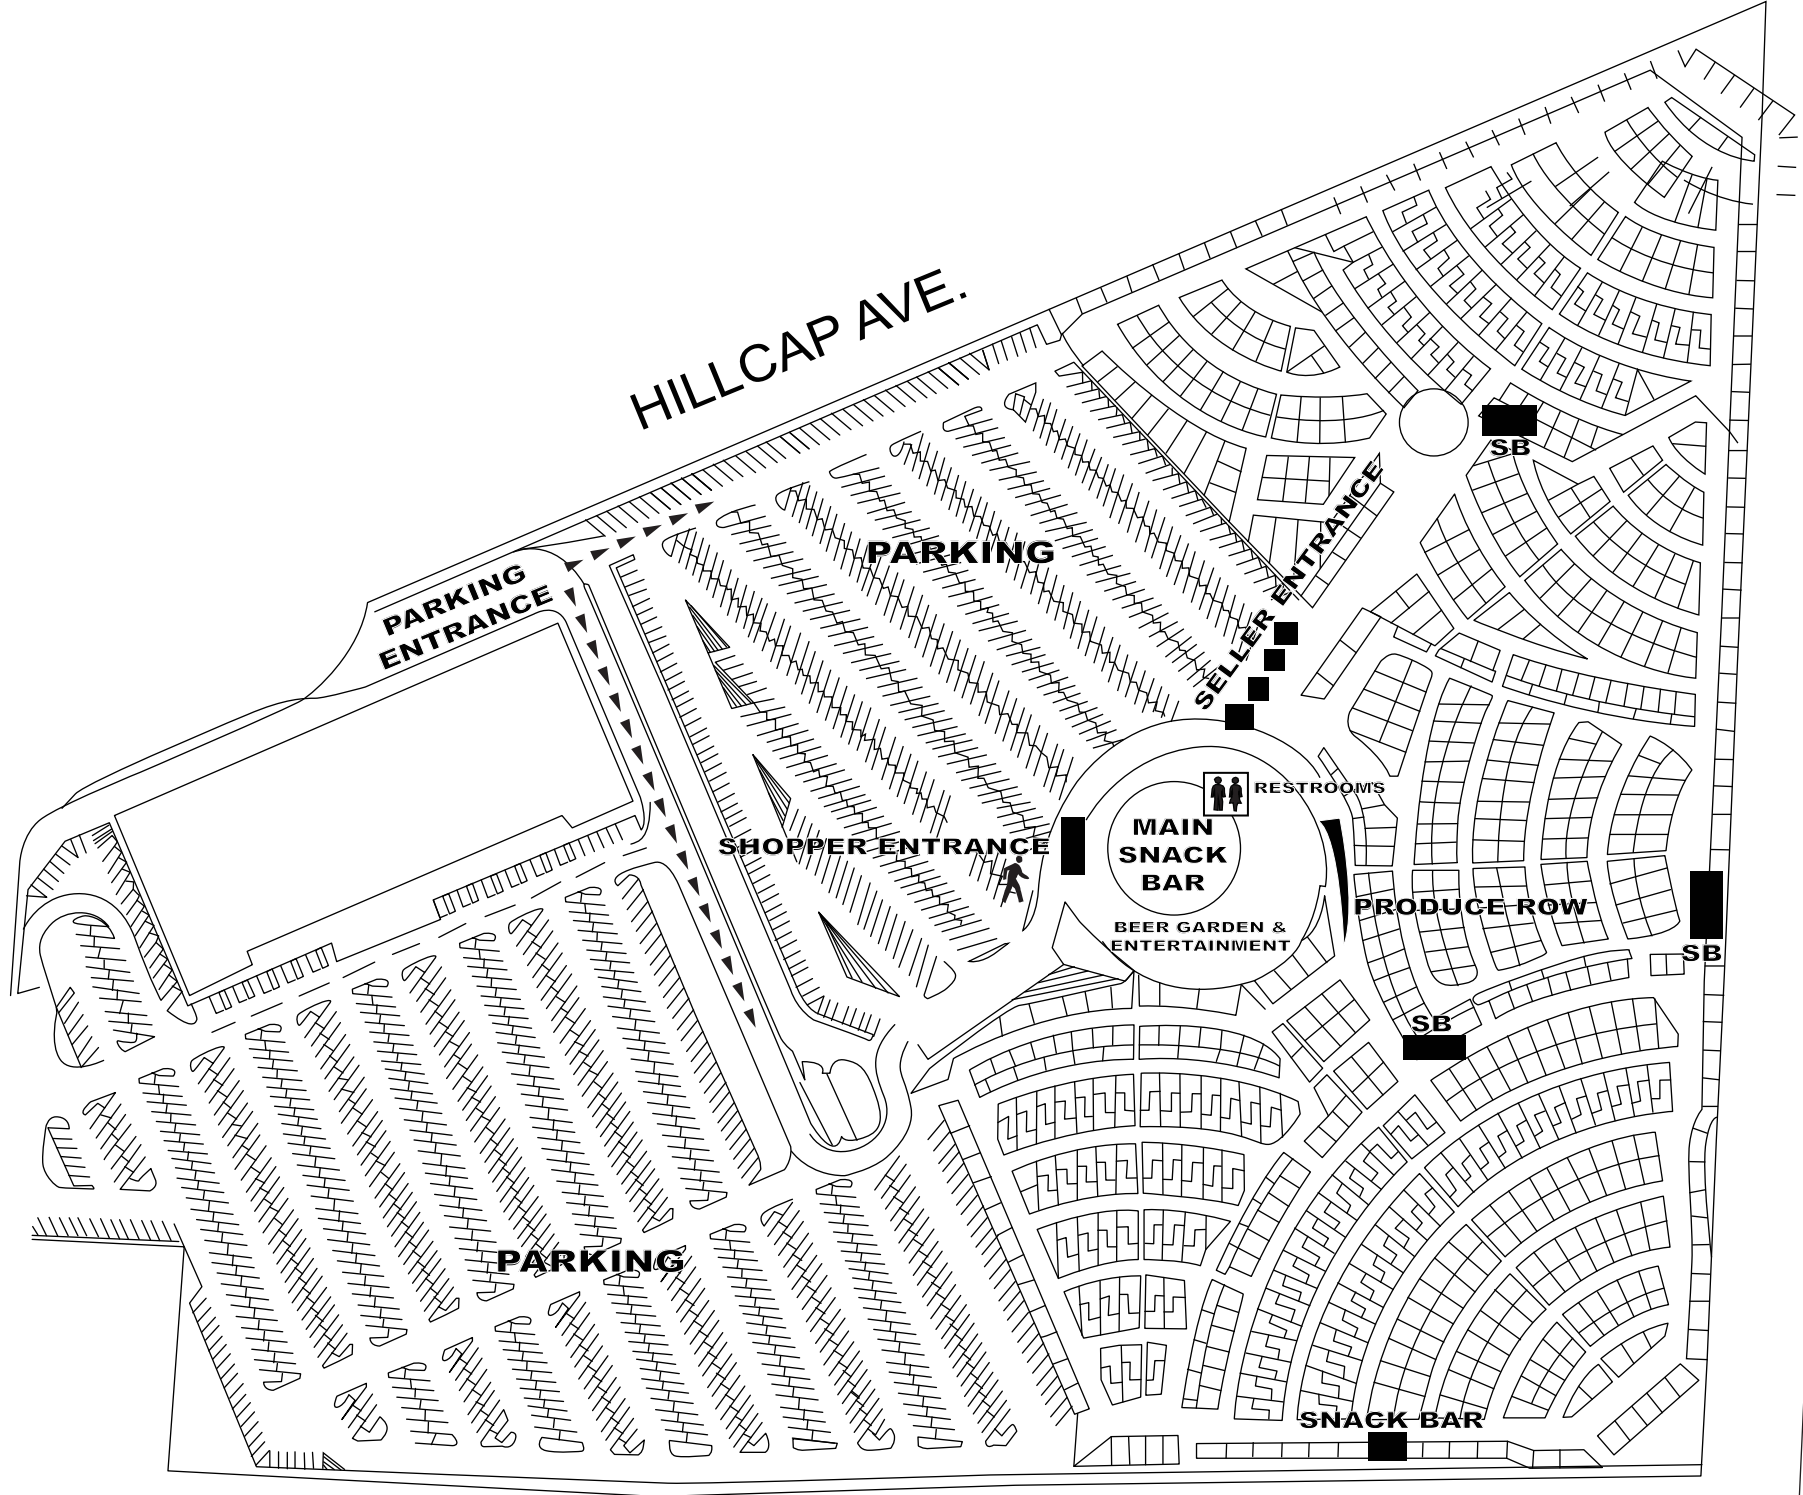 HILLCAP AVE.
SB
PARKING
PARKING
ENTRANCE
SELLER ENTRANCE
RESTROOMS
SHOPPER ENTRANCE
MAIN
SNACK
BAR
PRODUCE ROW
BEER GARDEN &
ENTERTAINMENT
SB
SB
PARKING
SNACK BAR